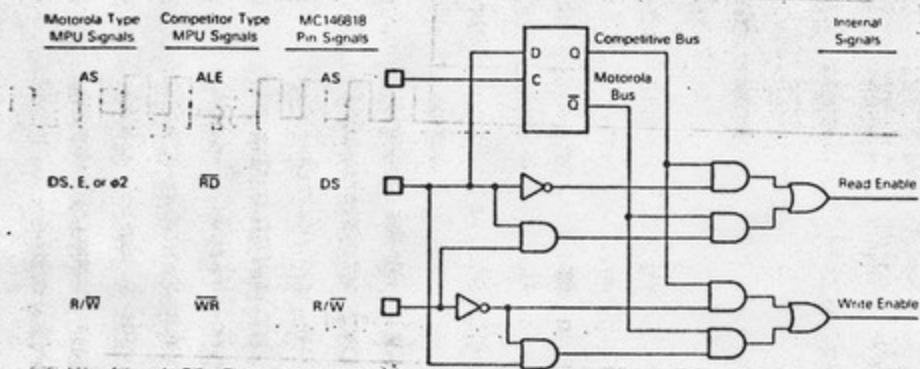 Motorola Type
MPU Signals
Competitor Type
MPU Signals
MC146818
Pin Signals
Internal
Signals
AS
ALE
AS
D
Q
C
Q̅
Competitive Bus
Motorola
Bus
DS, E, or ø2
R̅D̅
DS
Read Enable
R/W̅
W̅R̅
R/W̅
Write Enable